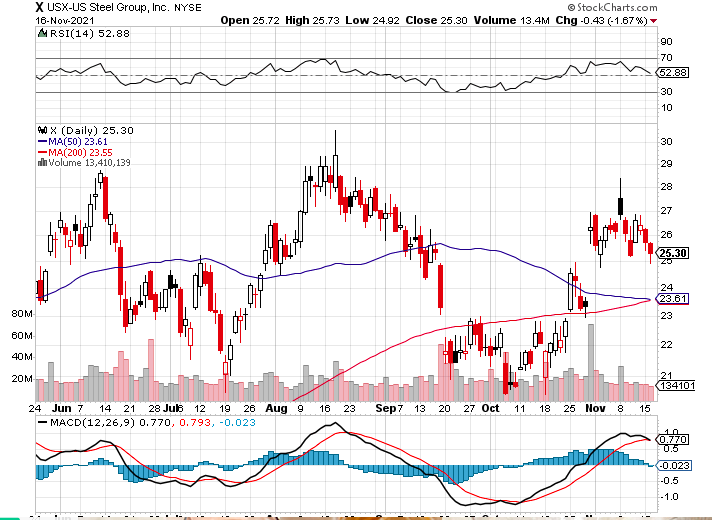 X USX-US Steel Group, Inc. NYSE © StockCharts.com
16-Nov-2021 Open 25.72 High 25.73 Low 24.92 Close 25.30 Volume 13.4M Chg -0.43 (-1.67%)
RSI(14) 52.88
90
70
52.88
30
10
X (Daily) 25.30
MA(50) 23.61
MA(200) 23.55
Volume 13,410,139
30
29
28
27
26
25.30
25
24
23.61
23
22
21
80M
60M
40M
20M
134101
24 Jun 7 14 21 28 Jul 6 12 19 26 Aug 9 16 23 Sep 7 13 20 27 Oct 11 18 25 Nov 8 15
MACD(12,26,9) 0.770, 0.793, -0.023
1.0
0.770
0.5
-0.023
-0.5
-1.0